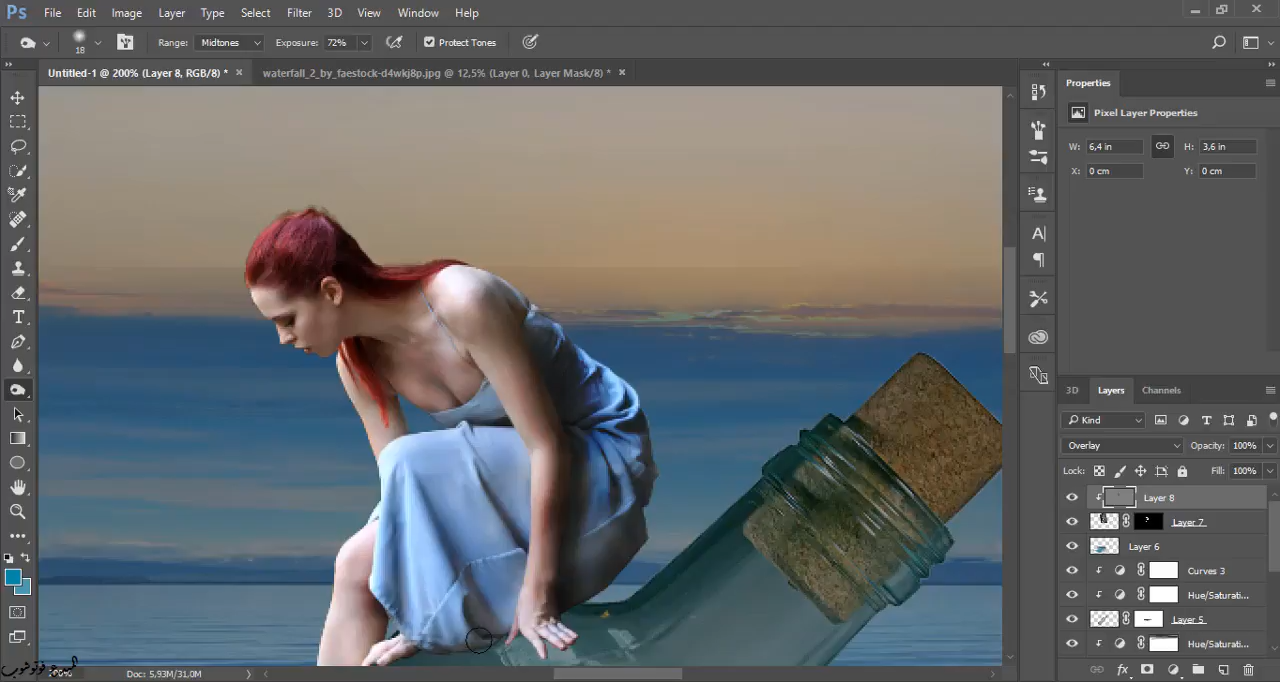 Ps File Edit Image Layer Type Select Filter 3D View Window Help
18 Range: Midtones Exposure: 72% Protect Tones
Untitled-1 @ 200% (Layer 8, RGB/8) * × waterfall_2_by_faestock-d4wkj8p.jpg @ 12,5% (Layer 0, Layer Mask/8) * ×
Properties
Pixel Layer Properties
W: 6,4 in H: 3,6 in
X: 0 cm Y: 0 cm
3D Layers Channels
Kind
Overlay Opacity: 100%
Lock: Fill: 100%
Layer 8
Layer 7
Layer 6
Curves 3
Hue/Saturati...
Layer 5
Hue/Saturati...
Doc: 5,93M/31,0M